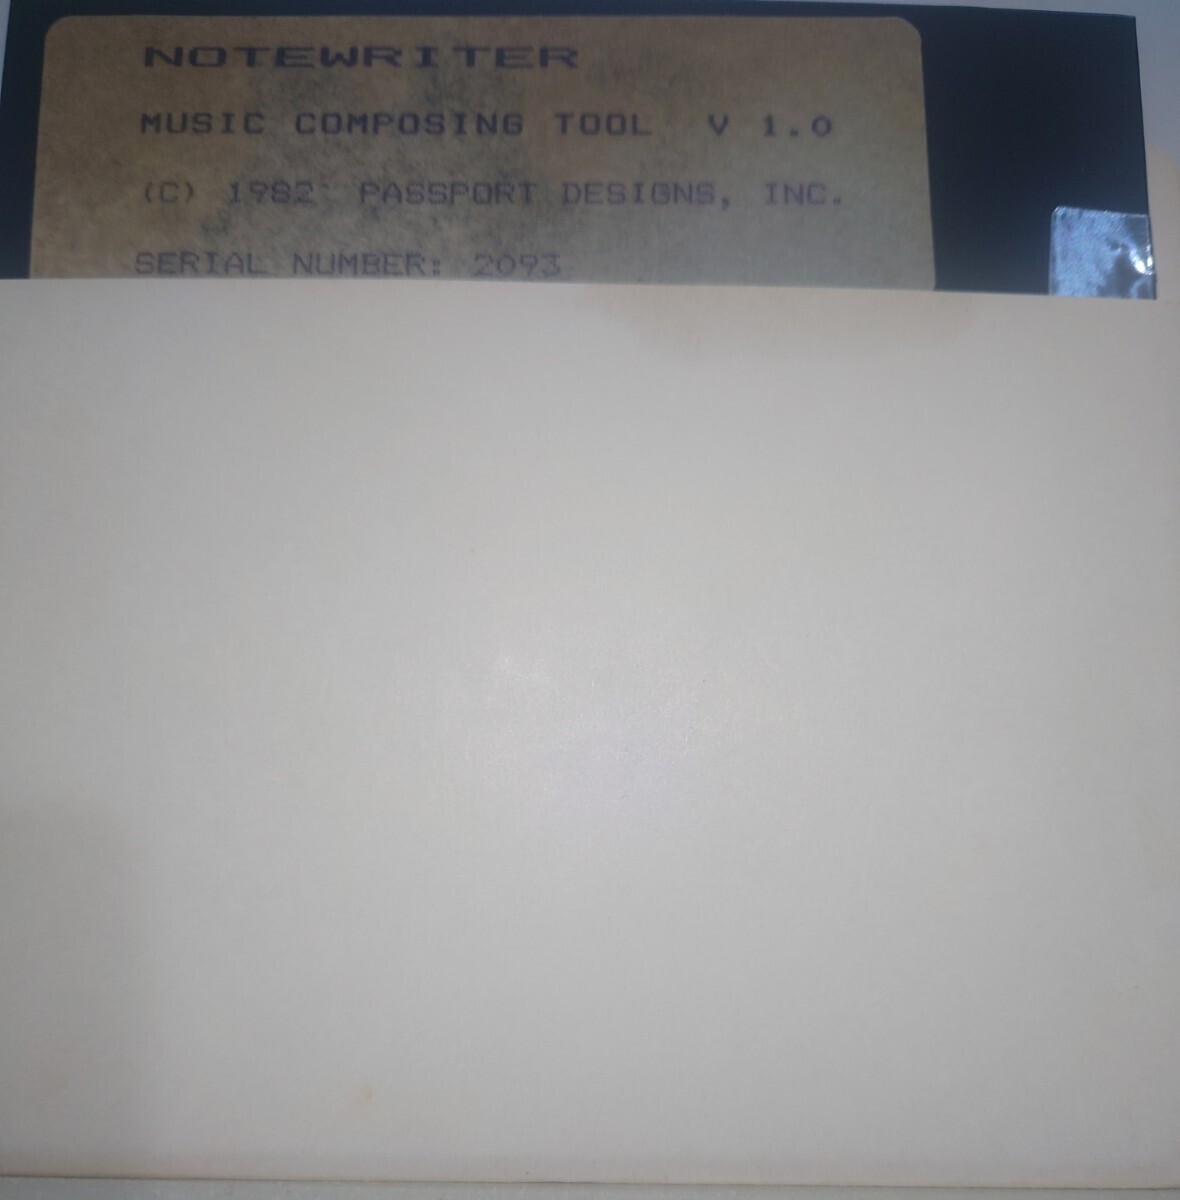 NOTEWRITER
MUSIC COMPOSING TOOL V 1.0
(C) 1982 PASSPORT DESIGNS, INC.
SERIAL NUMBER: 2093